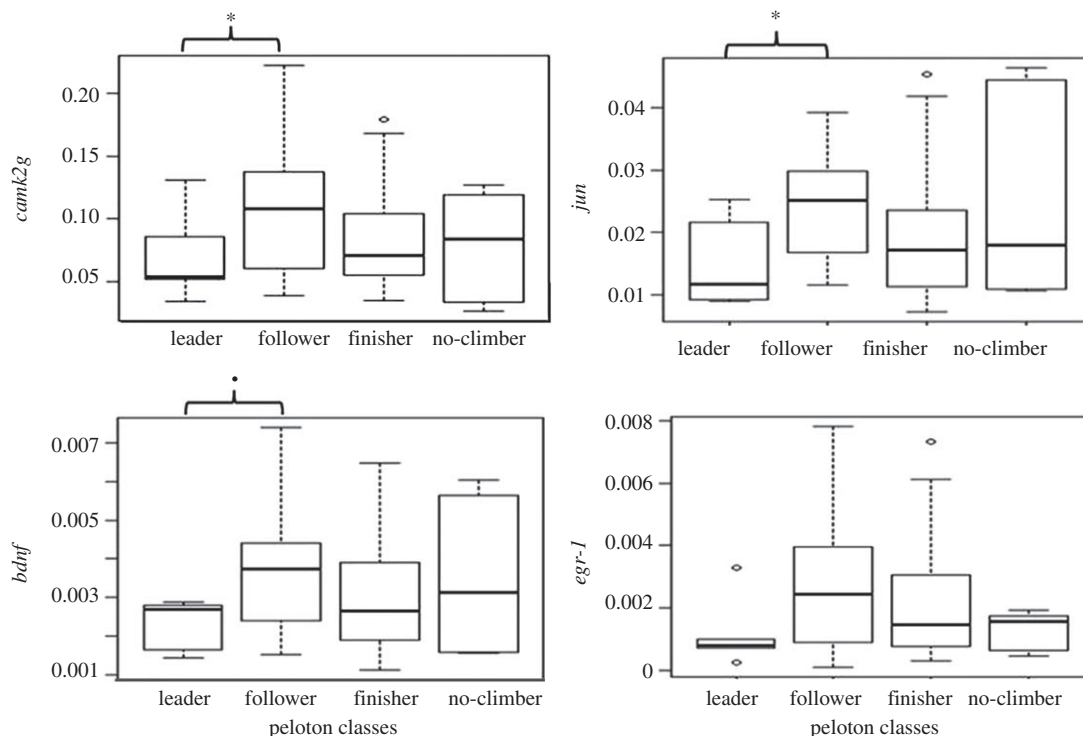 *
camk2g
0.20
0.15
0.10
0.05
leader follower finisher no-climber
*
jun
0.04
0.03
0.02
0.01
leader follower finisher no-climber
•
bdnf
0.007
0.005
0.003
0.001
leader follower finisher no-climber
peloton classes
egr-1
0.008
0.006
0.004
0.002
0
leader follower finisher no-climber
peloton classes